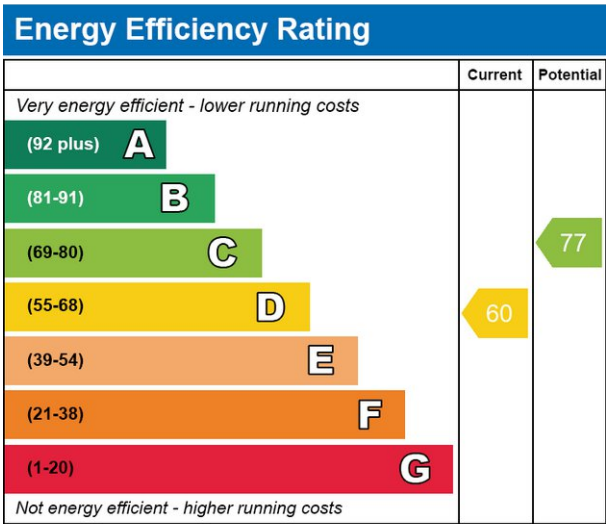 Energy Efficiency Rating
Current Potential
Very energy efficient - lower running costs
(92 plus) A
(81-91) B
(69-80) C
77
(55-68) D
60
(39-54) E
(21-38) F
(1-20) G
Not energy efficient - higher running costs